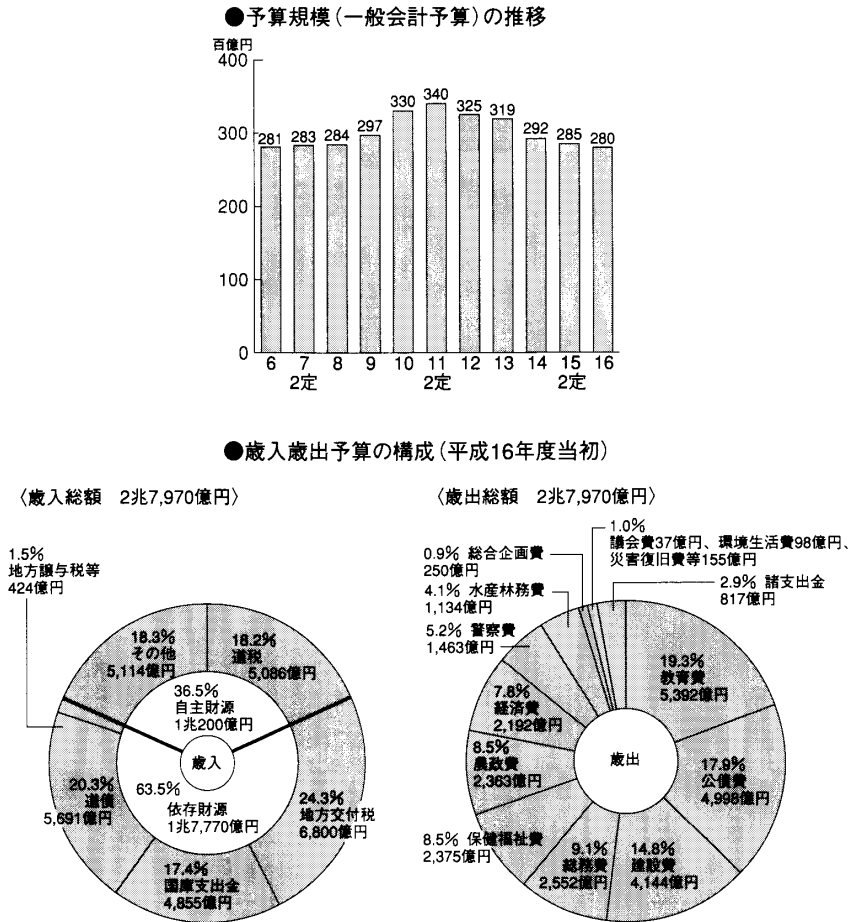 ●予算規模（一般会計予算）の推移
百億円
400
300
200
100
0
281 283 284 297 330 340 325 319 292 285 280
6 7 8 9 10 11 12 13 14 15 16
2定 2定 2定
●歳入歳出予算の構成（平成16年度当初）
〈歳入総額　2兆7,970億円〉
1.5%
地方譲与税等
424億円
18.3%
その他
5,114億円
18.2%
道税
5,086億円
36.5%
自主財源
1兆200億円
歳入
63.5%
依存財源
1兆7,770億円
20.3%
道債
5,691億円
24.3%
地方交付税
6,800億円
17.4%
国庫支出金
4,855億円
〈歳出総額　2兆7,970億円〉
1.0%
議会費37億円、環境生活費98億円、
災害復旧費等155億円
0.9% 総合企画費
250億円
4.1% 水産林務費
1,134億円
2.9% 諸支出金
817億円
5.2% 警察費
1,463億円
19.3%
教育費
5,392億円
7.8%
経済費
2,192億円
歳出
8.5%
農政費
2,363億円
17.9%
公債費
4,998億円
8.5% 保健福祉費
2,375億円
9.1%
総務費
2,552億円
14.8%
建設費
4,144億円